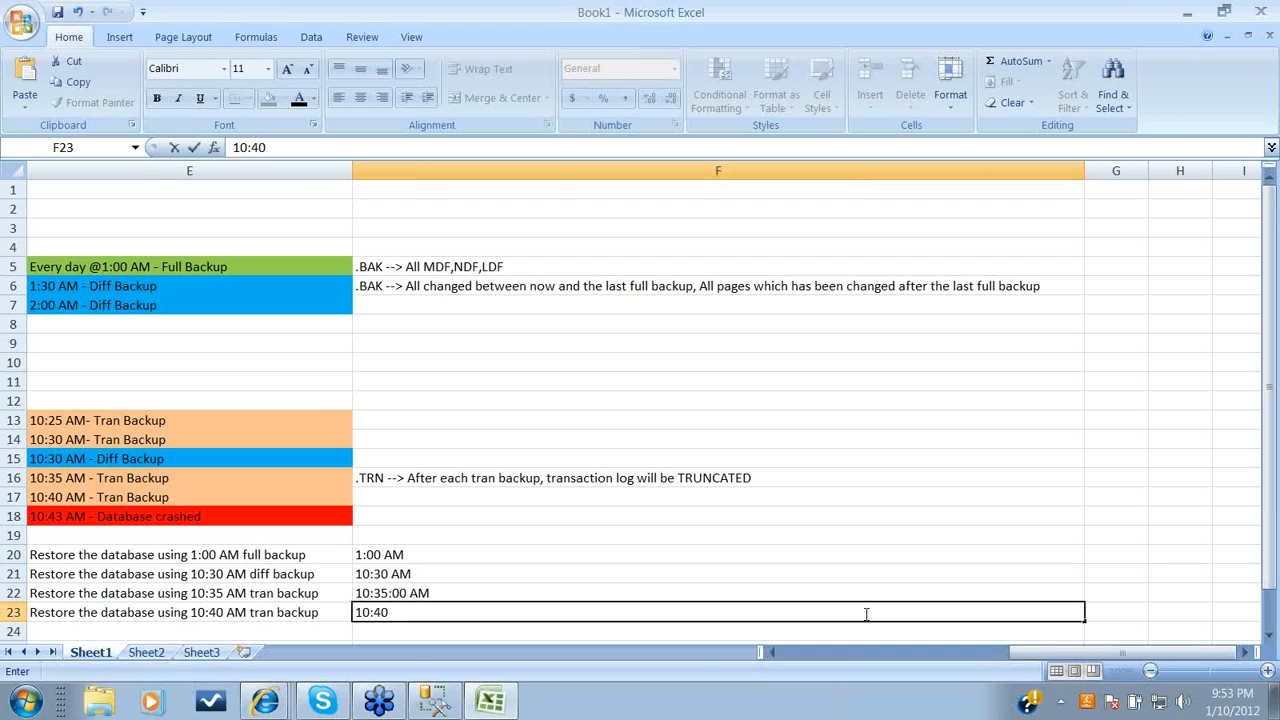 Book1 - Microsoft Excel
Home Insert Page Layout Formulas Data Review View
Paste
Cut
Copy
Format Painter
Clipboard
Calibri 11
B I U
Font
Wrap Text
Merge & Center
Alignment
General
$ % ,
Number
Conditional Formatting
Format as Table
Cell Styles
Styles
Insert Delete Format
Cells
AutoSum
Fill
Clear
Sort & Filter
Find & Select
Editing
F23 fx 10:40
E F G H I
1
2
3
4
5 Every day @1:00 AM - Full Backup .BAK --> All MDF,NDF,LDF
6 1:30 AM - Diff Backup .BAK --> All changed between now and the last full backup, All pages which has been changed after the last full backup
7 2:00 AM - Diff Backup
8
9
10
11
12
13 10:25 AM- Tran Backup
14 10:30 AM- Tran Backup
15 10:30 AM - Diff Backup
16 10:35 AM - Tran Backup .TRN --> After each tran backup, transaction log will be TRUNCATED
17 10:40 AM - Tran Backup
18 10:43 AM - Database crashed
19
20 Restore the database using 1:00 AM full backup 1:00 AM
21 Restore the database using 10:30 AM diff backup 10:30 AM
22 Restore the database using 10:35 AM tran backup 10:35:00 AM
23 Restore the database using 10:40 AM tran backup 10:40
24
Sheet1 Sheet2 Sheet3
Enter
9:53 PM
1/10/2012